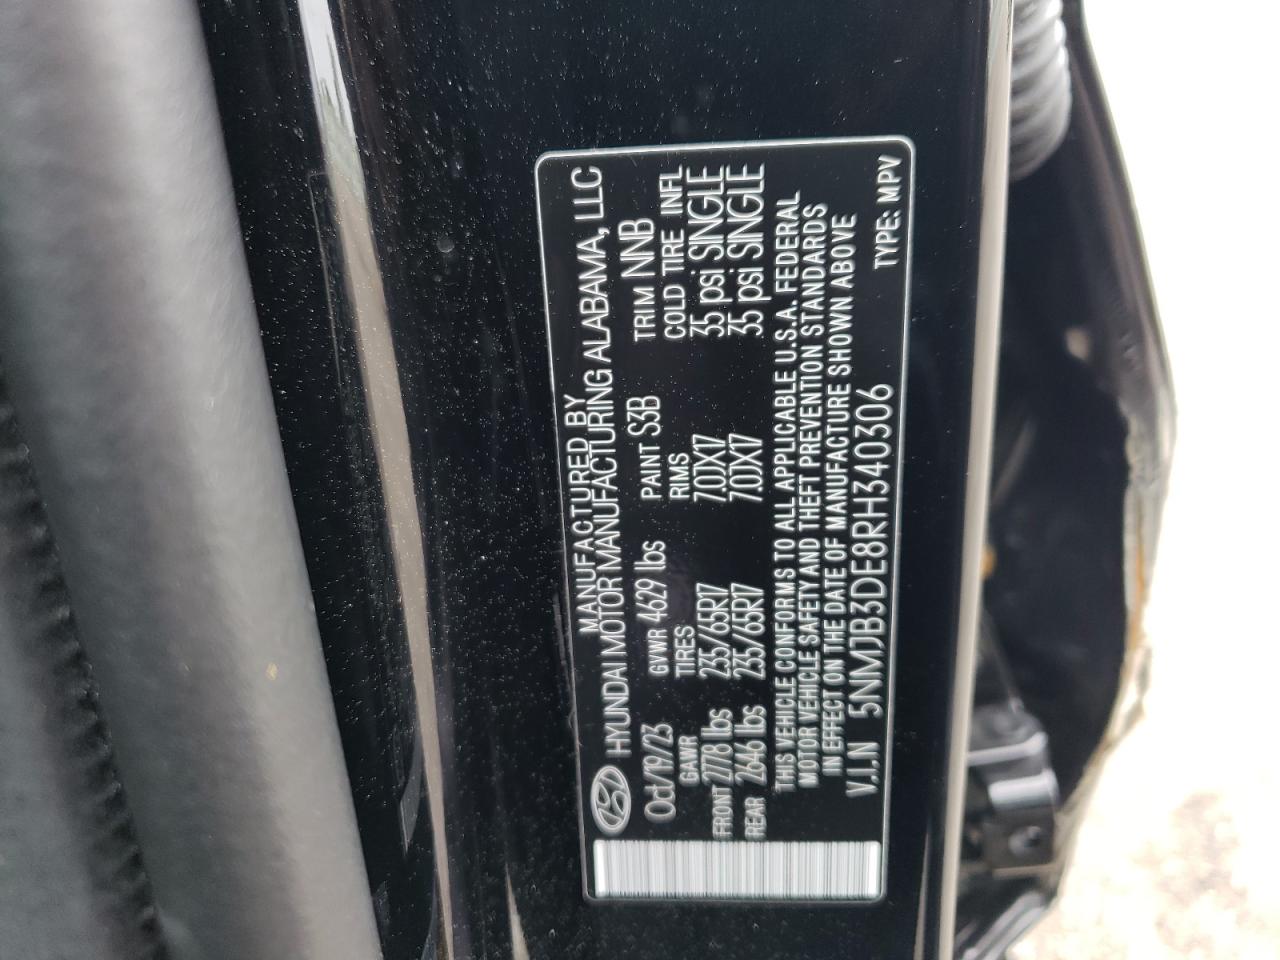 MANUFACTURED BY
HYUNDAI MOTOR MANUFACTURING ALABAMA, LLC
Oct/19/23 GVWR 4629 lbs PAINT S3B TRIM NNB
GAWR TIRES RIMS COLD TIRE INFL
FRONT 2778 lbs 235/65R17 7.0JX17 35 psi SINGLE
REAR 2646 lbs 235/65R17 7.0JX17 35 psi SINGLE
THIS VEHICLE CONFORMS TO ALL APPLICABLE U.S.A. FEDERAL
MOTOR VEHICLE SAFETY AND THEFT PREVENTION STANDARDS
IN EFFECT ON THE DATE OF MANUFACTURE SHOWN ABOVE
V.I.N 5NMJB3DE8RH340306
TYPE: MPV